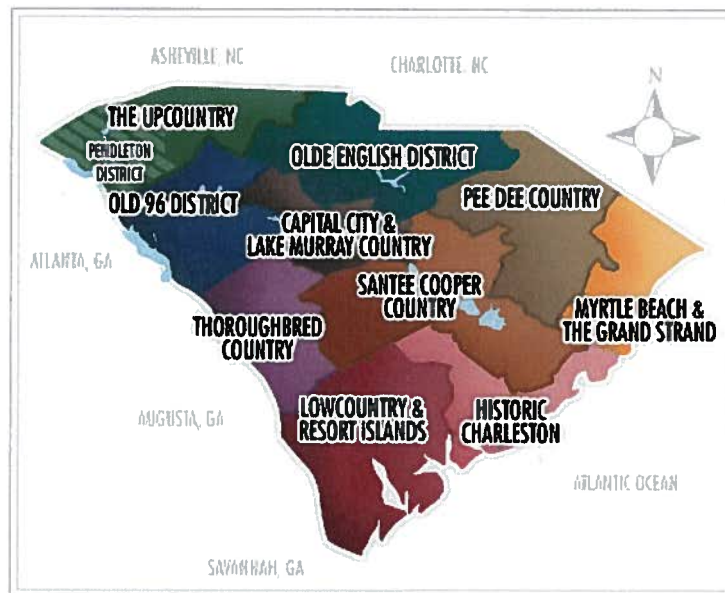 ASHEVILLE, NC
CHARLOTTE, NC
N
THE UPCOUNTRY
PENDLETON
DISTRICT
OLDE ENGLISH DISTRICT
OLD 96 DISTRICT
PEE DEE COUNTRY
CAPITAL CITY &
LAKE MURRAY COUNTRY
ATLANTA, GA
SANTEE COOPER
COUNTRY
MYRTLE BEACH &
THE GRAND STRAND
THOROUGHBRED
COUNTRY
AUGUSTA, GA
LOWCOUNTRY &
RESORT ISLANDS
HISTORIC
CHARLESTON
ATLANTIC OCEAN
SAVANNAH, GA